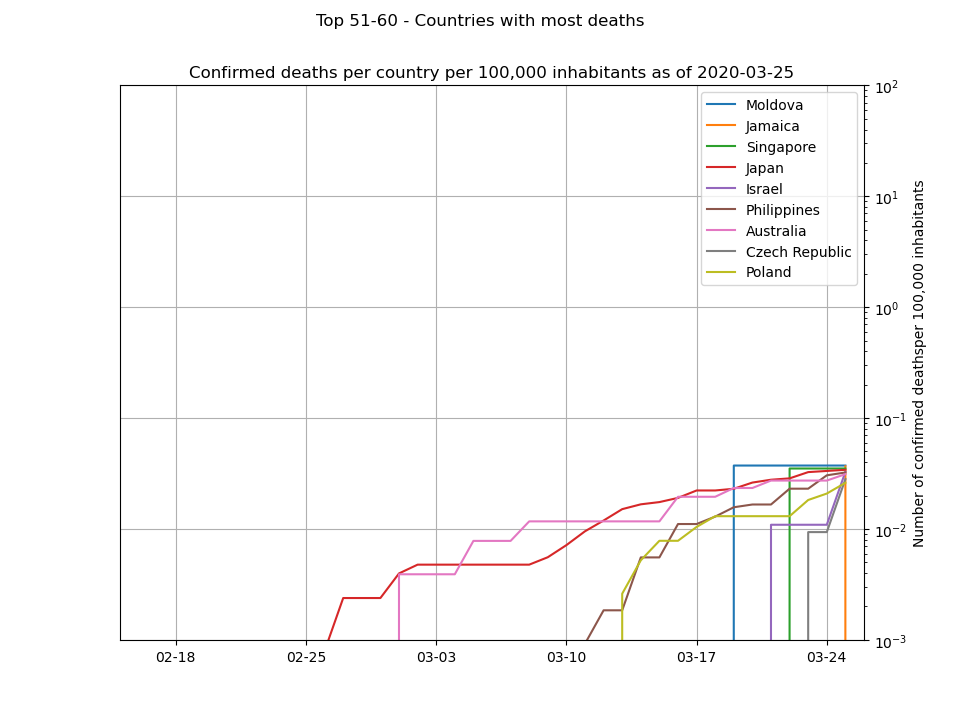 Top 51-60 - Countries with most deaths
Confirmed deaths per country per 100,000 inhabitants as of 2020-03-25
Moldova
Jamaica
Singapore
Japan
Israel
Philippines
Australia
Czech Republic
Poland
10²
10¹
10⁰
10⁻¹
10⁻²
10⁻³
Number of confirmed deathsper 100,000 inhabitants
02-18
02-25
03-03
03-10
03-17
03-24